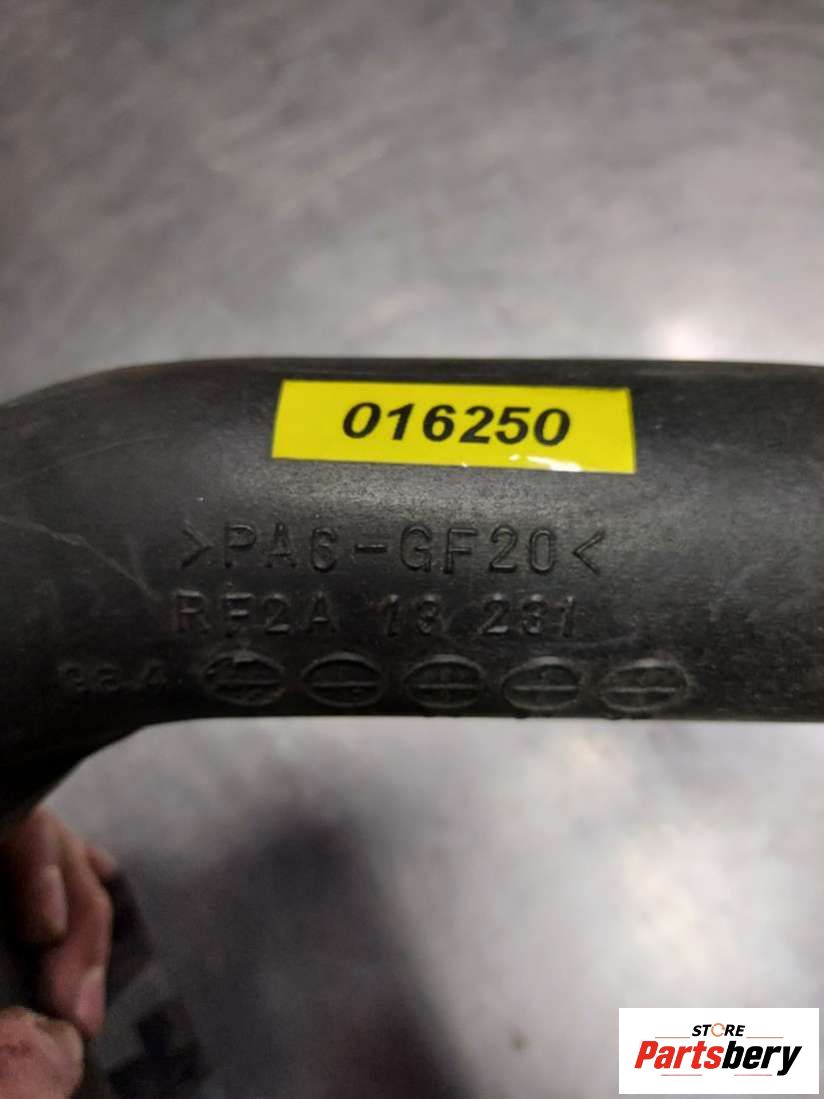 016250
>PA6-GF20<
RF2A 13 231
STORE
Partsbery